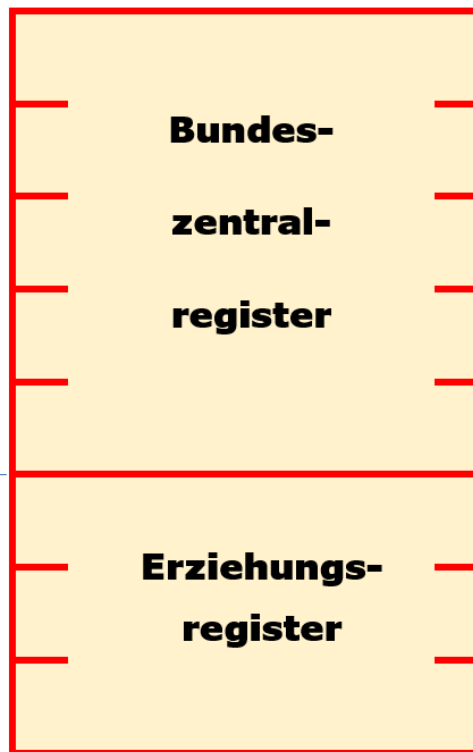 Bundes-
zentral-
register
Erziehungs-
register